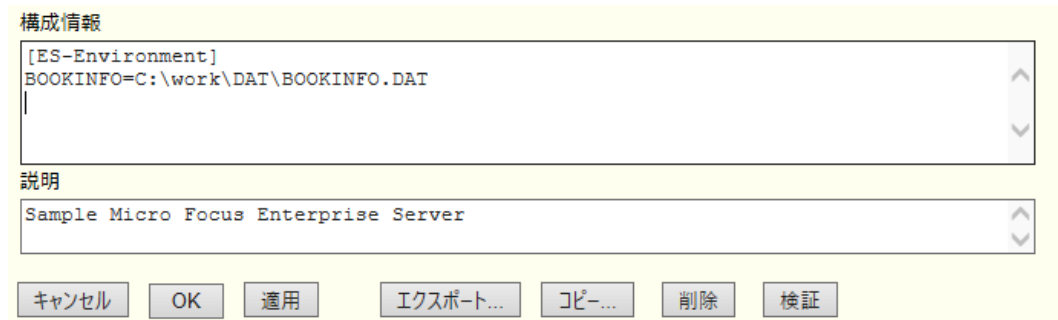 構成情報
[ES-Environment]
BOOKINFO=C:\work\DAT\BOOKINFO.DAT
説明
Sample Micro Focus Enterprise Server
キャンセル OK 適用 エクスポート... コピー... 削除 検証